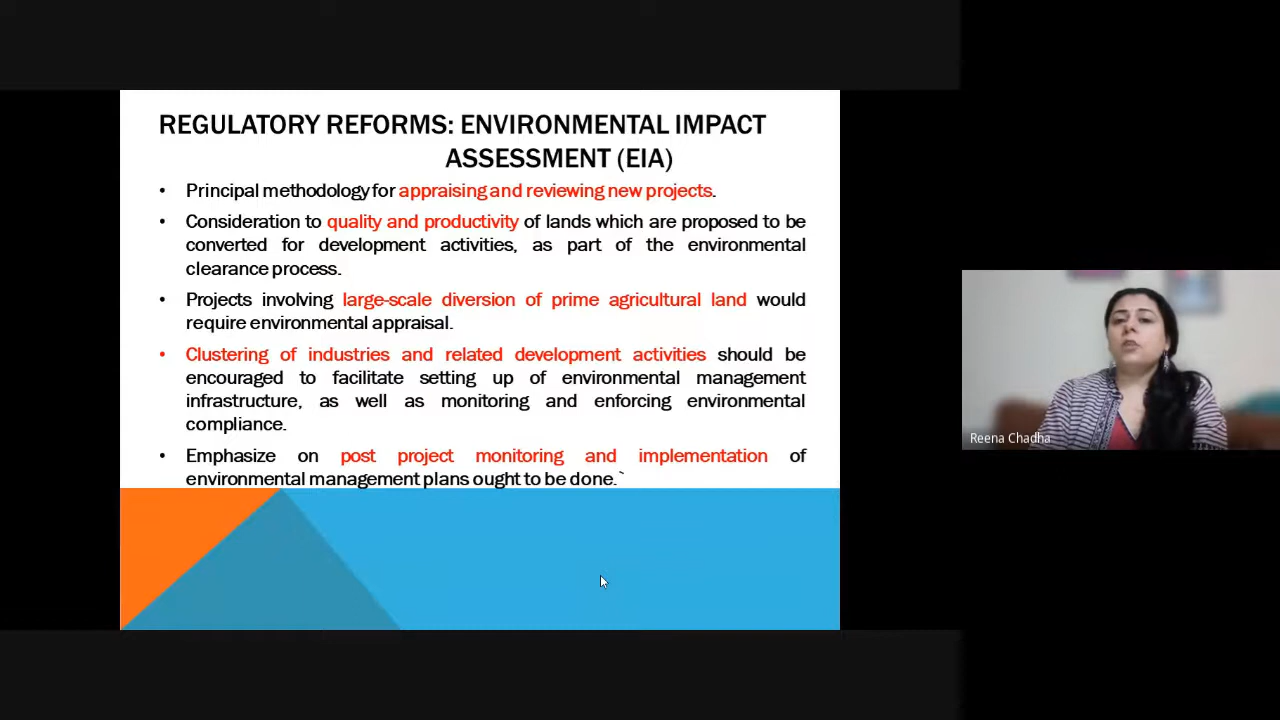 REGULATORY REFORMS: ENVIRONMENTAL IMPACT
ASSESSMENT (EIA)
• Principal methodology for appraising and reviewing new projects.
• Consideration to quality and productivity of lands which are proposed to be
converted for development activities, as part of the environmental
clearance process.
• Projects involving large-scale diversion of prime agricultural land would
require environmental appraisal.
• Clustering of industries and related development activities should be
encouraged to facilitate setting up of environmental management
infrastructure, as well as monitoring and enforcing environmental
compliance.
• Emphasize on post project monitoring and implementation of
environmental management plans ought to be done.`
Reena Chadha